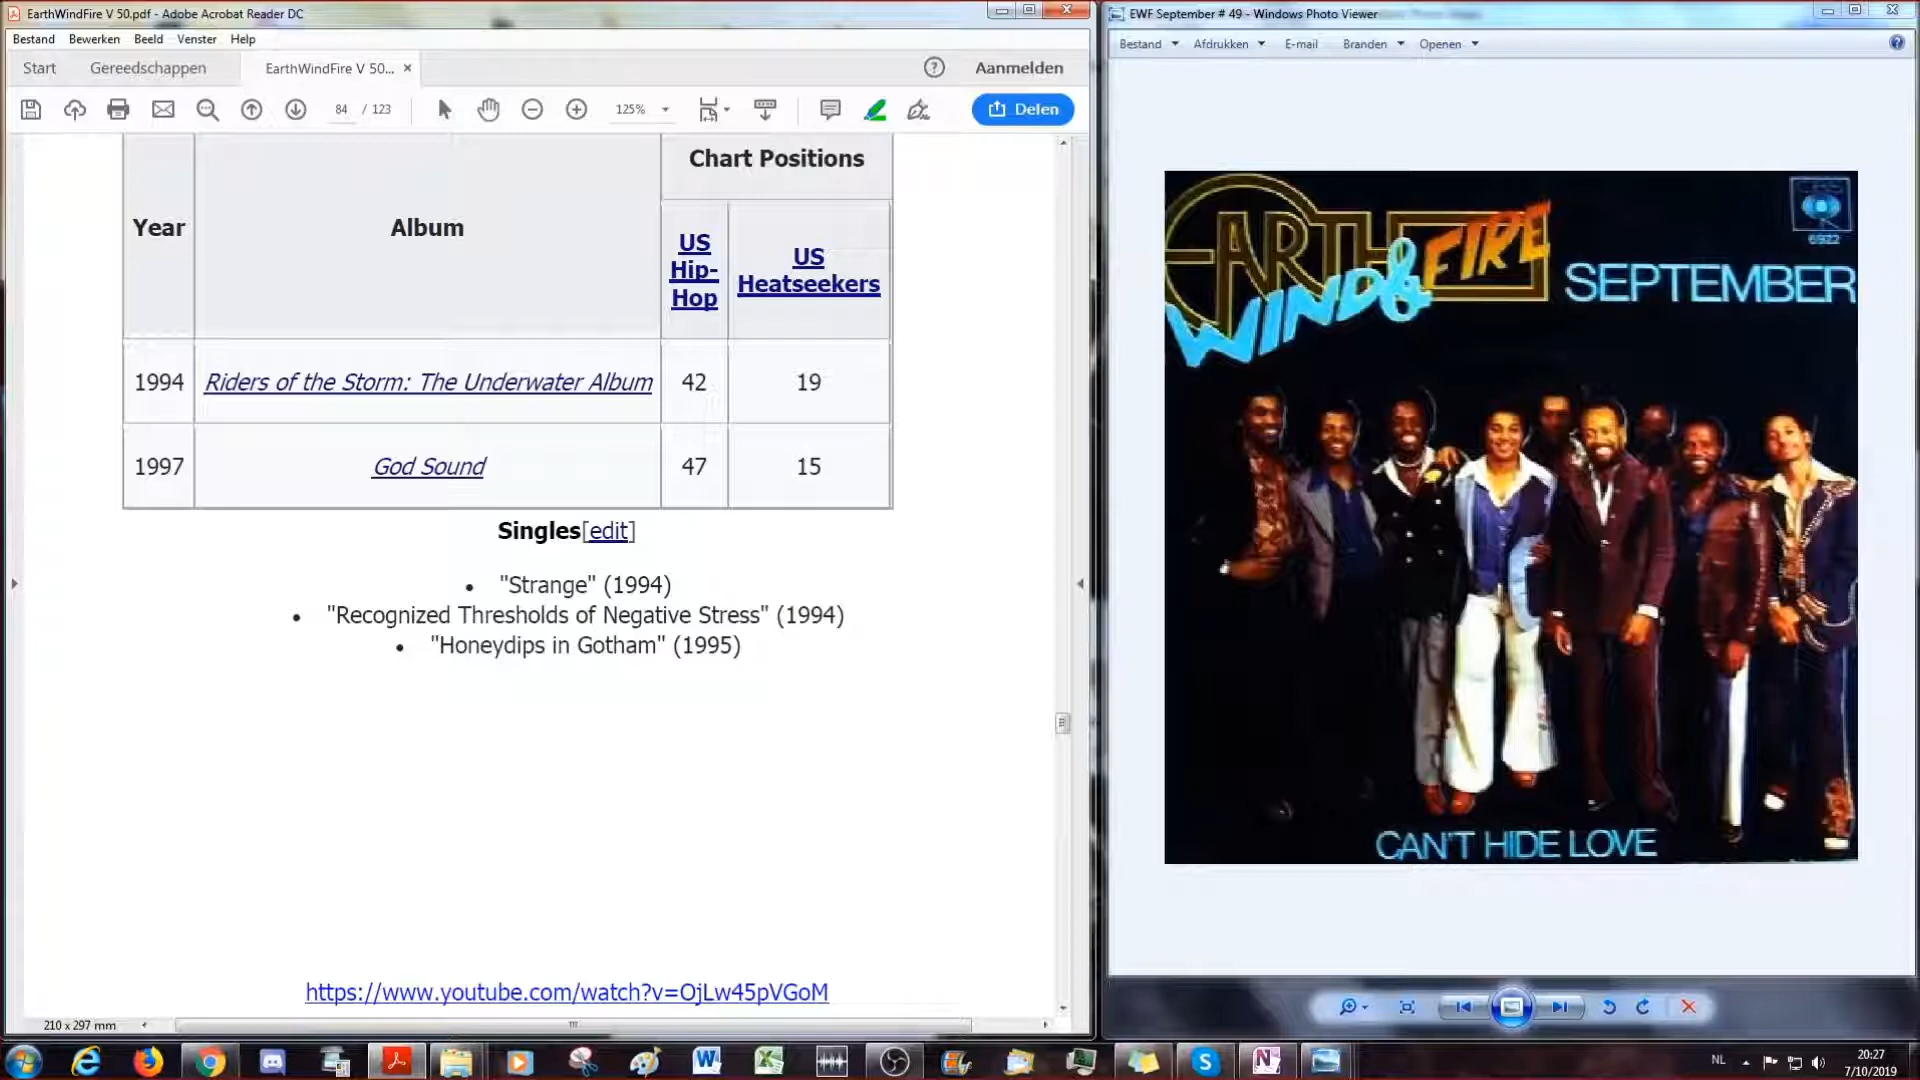 EarthWindFire V 50.pdf - Adobe Acrobat Reader DC
Bestand Bewerken Beeld Venster Help
Start Gereedschappen EarthWindFire V 50... × Aanmelden
84 / 123 125% Delen
Year Album Chart Positions
US Hip-Hop
US Heatseekers
1994 Riders of the Storm: The Underwater Album 42 19
1997 God Sound 47 15
Singles[edit]
• "Strange" (1994)
• "Recognized Thresholds of Negative Stress" (1994)
• "Honeydips in Gotham" (1995)
https://www.youtube.com/watch?v=OjLw45pVGoM
210 x 297 mm
EWF September # 49 - Windows Photo Viewer
Bestand Afdrukken E-mail Branden Openen
EARTH
WIND & FIRE
CBS
6922
SEPTEMBER
CAN'T HIDE LOVE
NL
20:27
7/10/2019